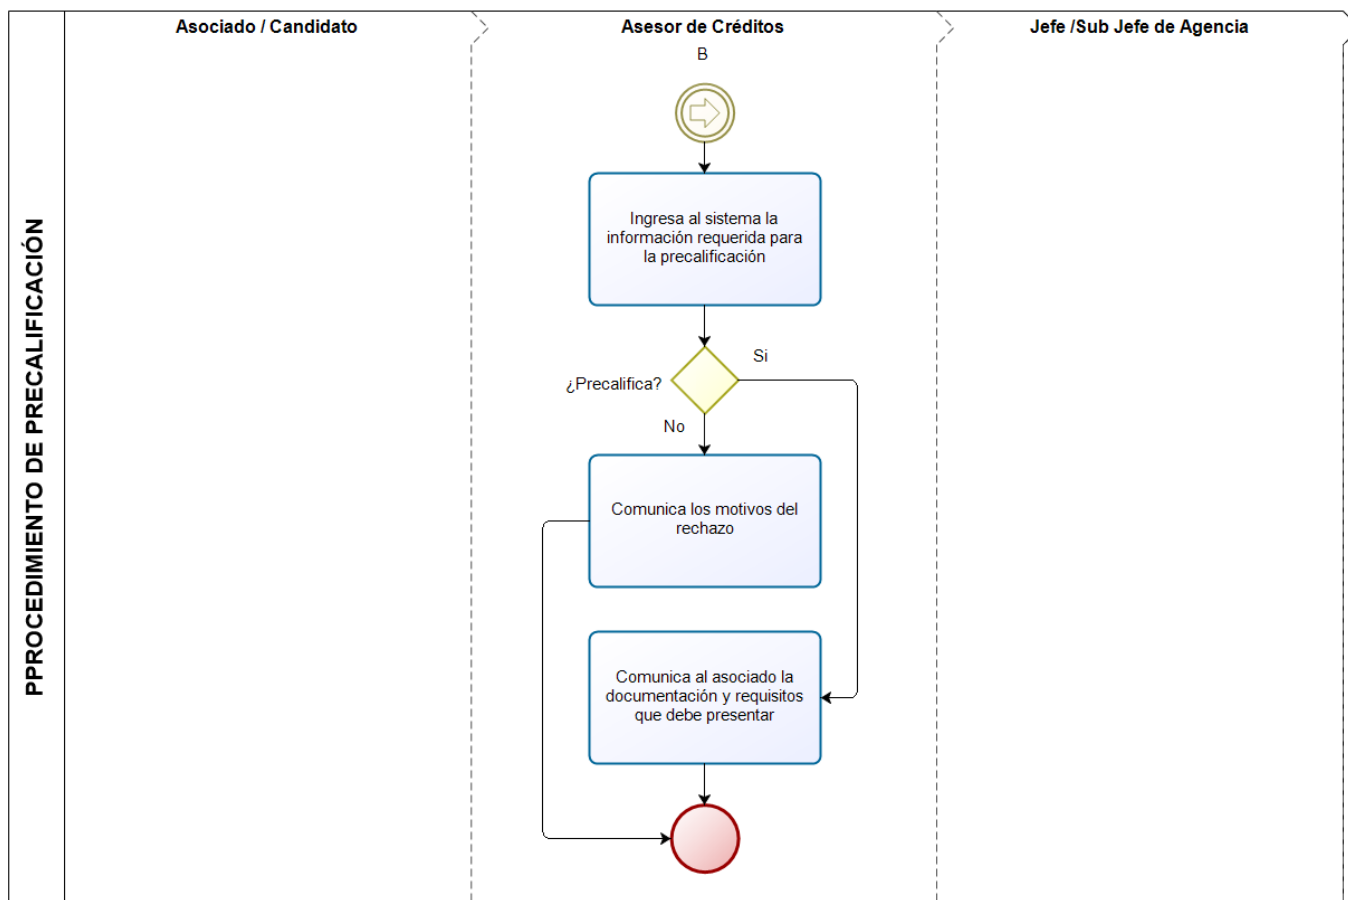 PPROCEDIMIENTO DE PRECALIFICACIÓN
Asociado / Candidato
Asesor de Créditos
Jefe /Sub Jefe de Agencia
B
Ingresa al sistema la
información requerida para
la precalificación
Si
¿Precalifica?
No
Comunica los motivos del
rechazo
Comunica al asociado la
documentación y requisitos
que debe presentar